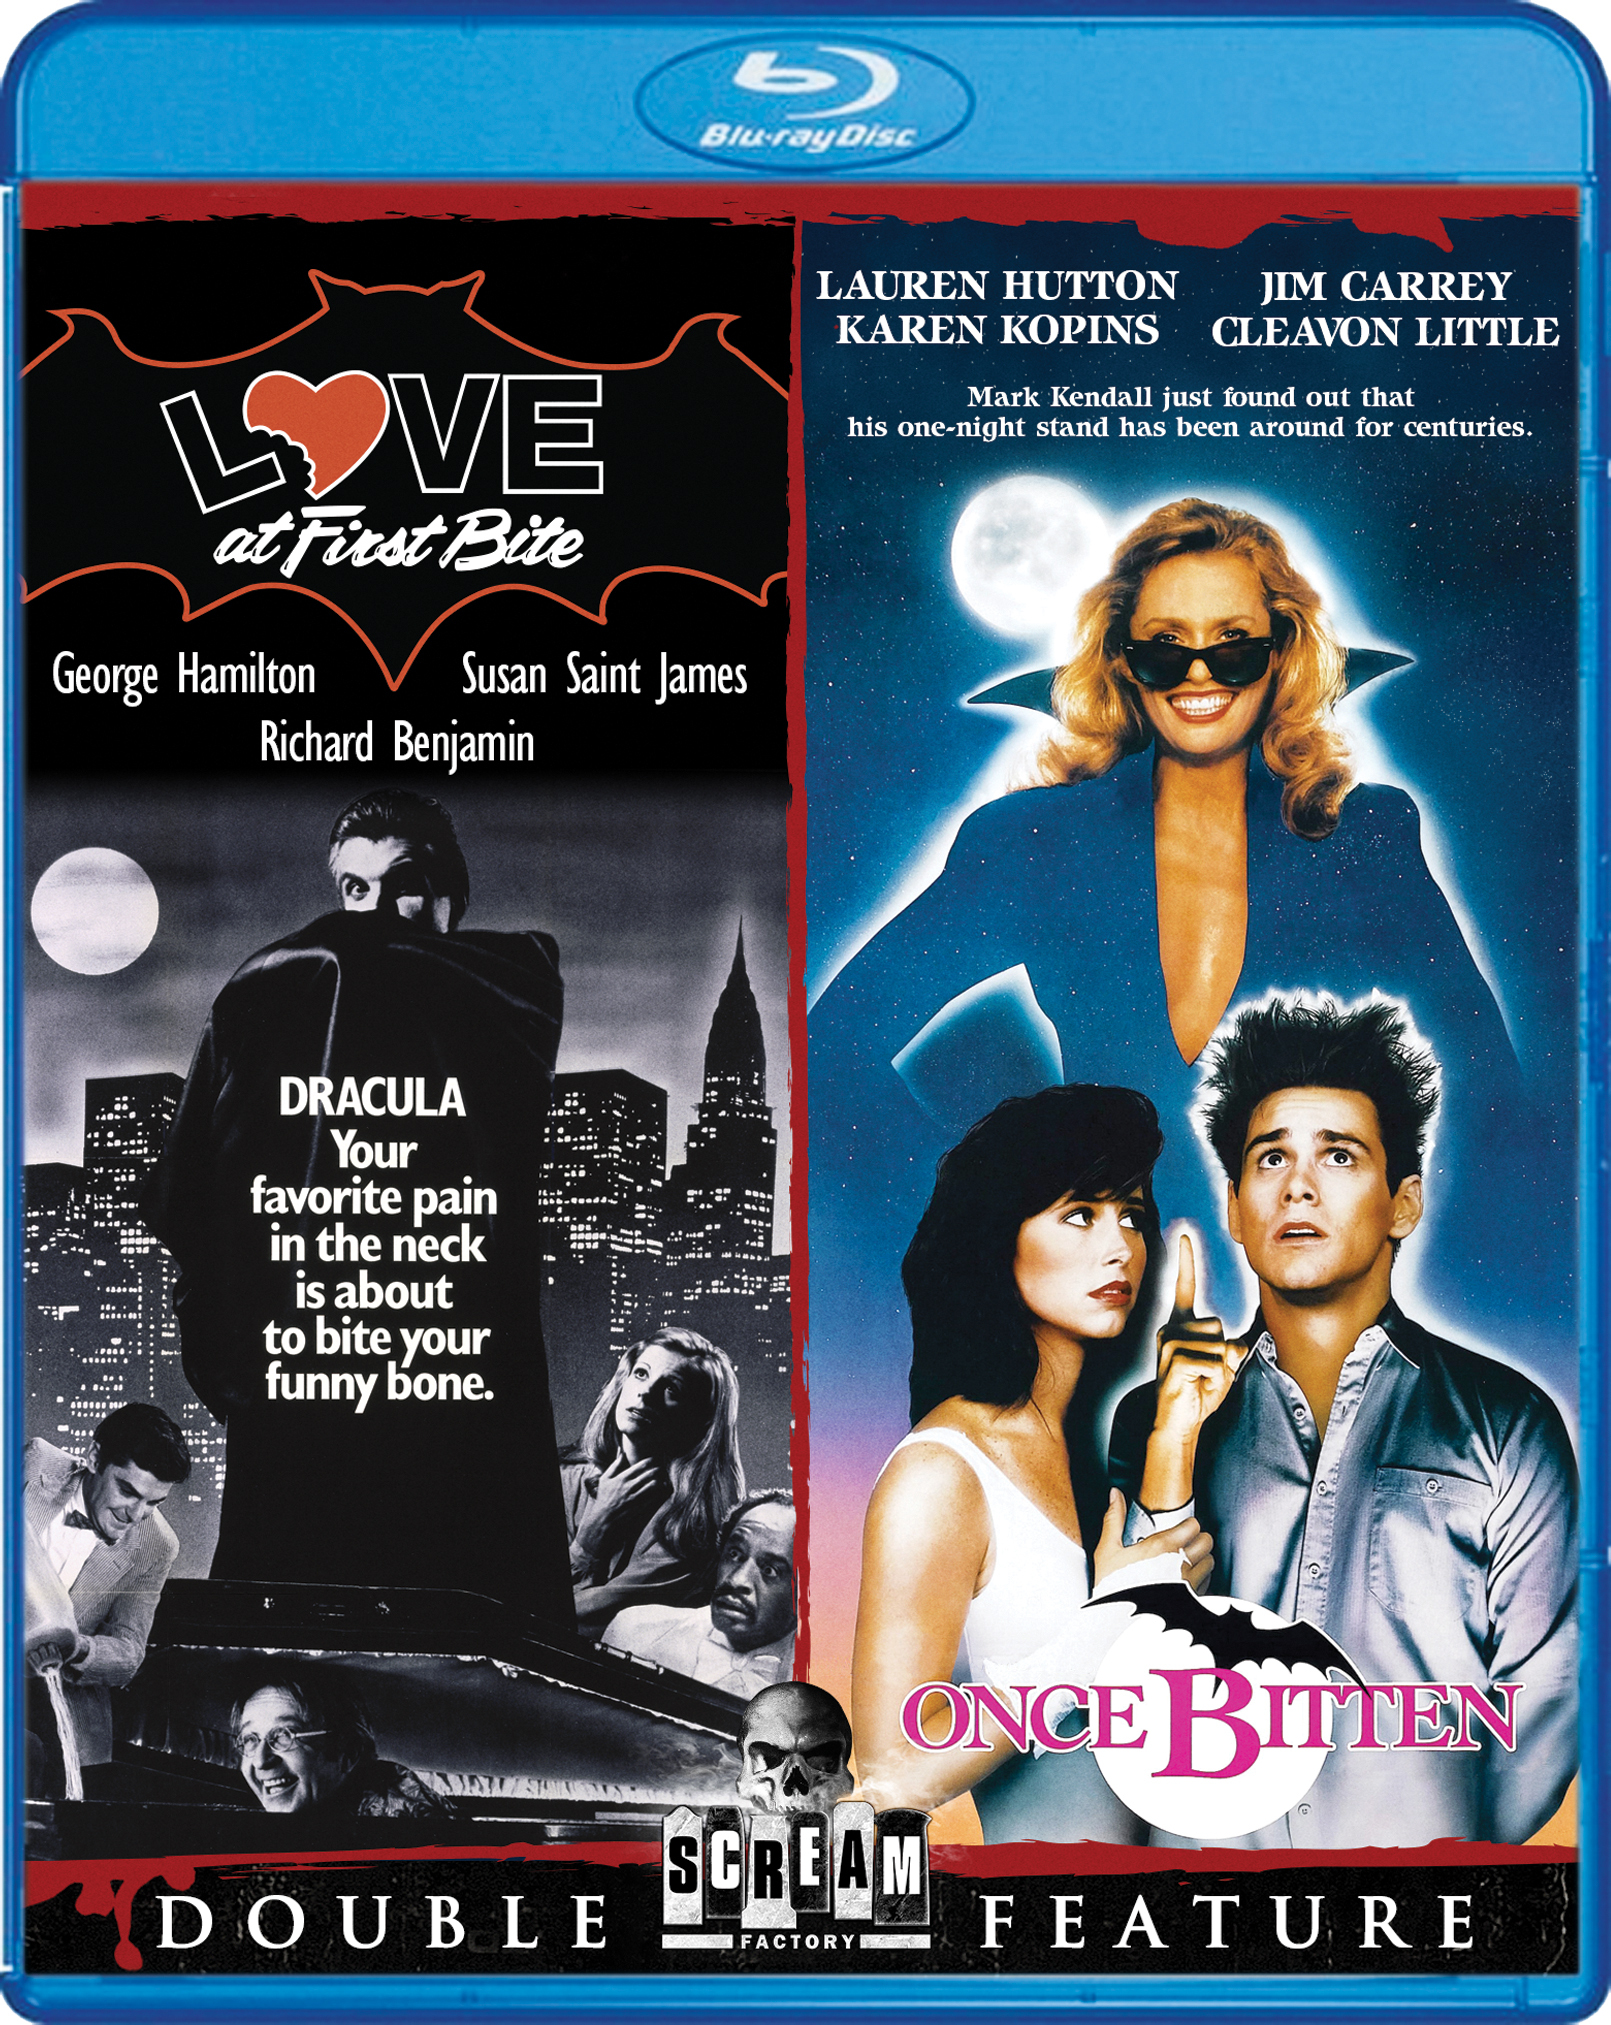 Blu-ray Disc
LOVE
at First Bite
George Hamilton Susan Saint James
Richard Benjamin
DRACULA
Your
favorite pain
in the neck
is about
to bite your
funny bone.
LAUREN HUTTON JIM CARREY
KAREN KOPINS CLEAVON LITTLE
Mark Kendall just found out that
his one-night stand has been around for centuries.
ONCE BITTEN
DOUBLE FEATURE
SCREAM
FACTORY